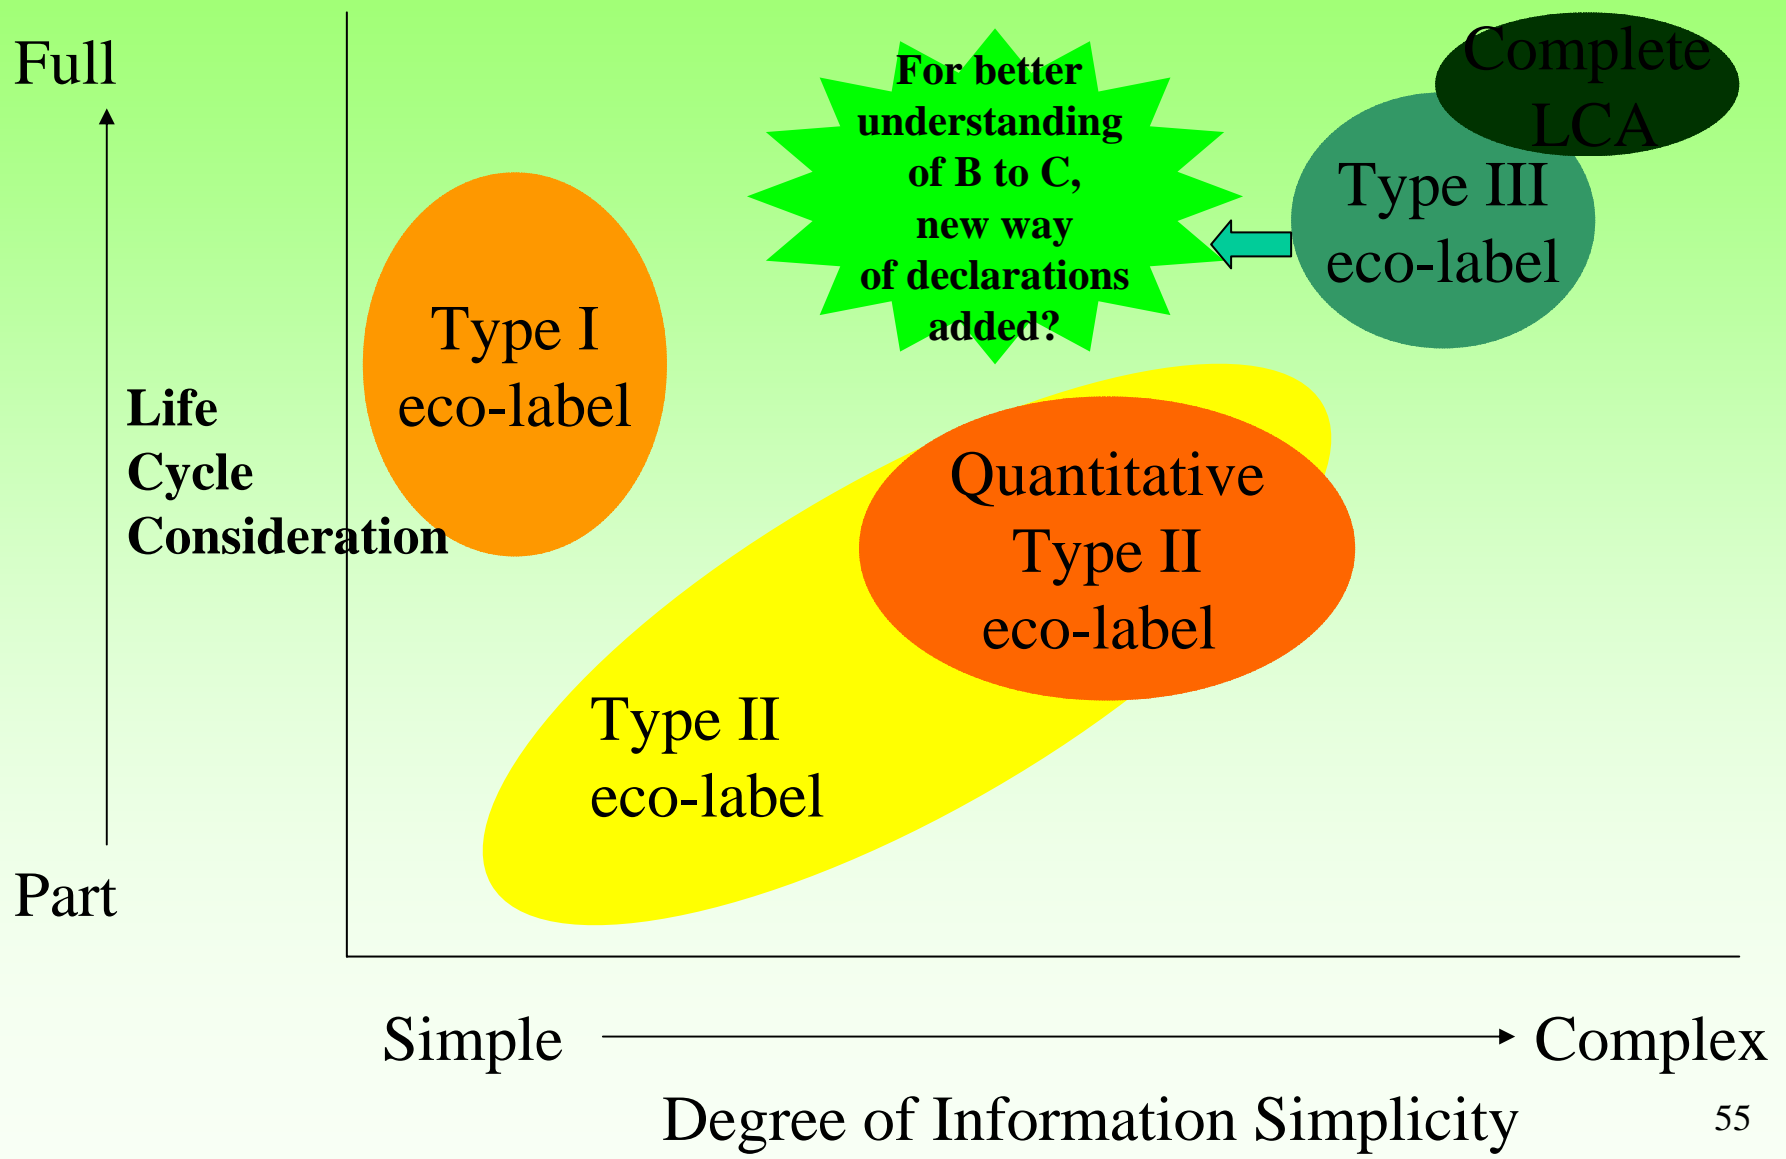 Full
For better
understanding
of B to C,
new way
of declarations
added?
Complete
LCA
Type III
eco-label
Type I
eco-label
Life
Cycle
Consideration
Quantitative
Type II
eco-label
Type II
eco-label
Part
Simple
Complex
Degree of Information Simplicity
55